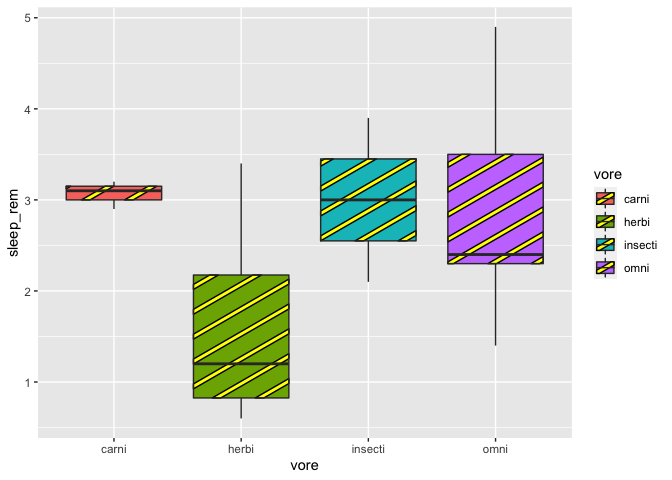 5
4
3
2
1
sleep_rem
carni herbi insecti omni
vore
vore
carni
herbi
insecti
omni